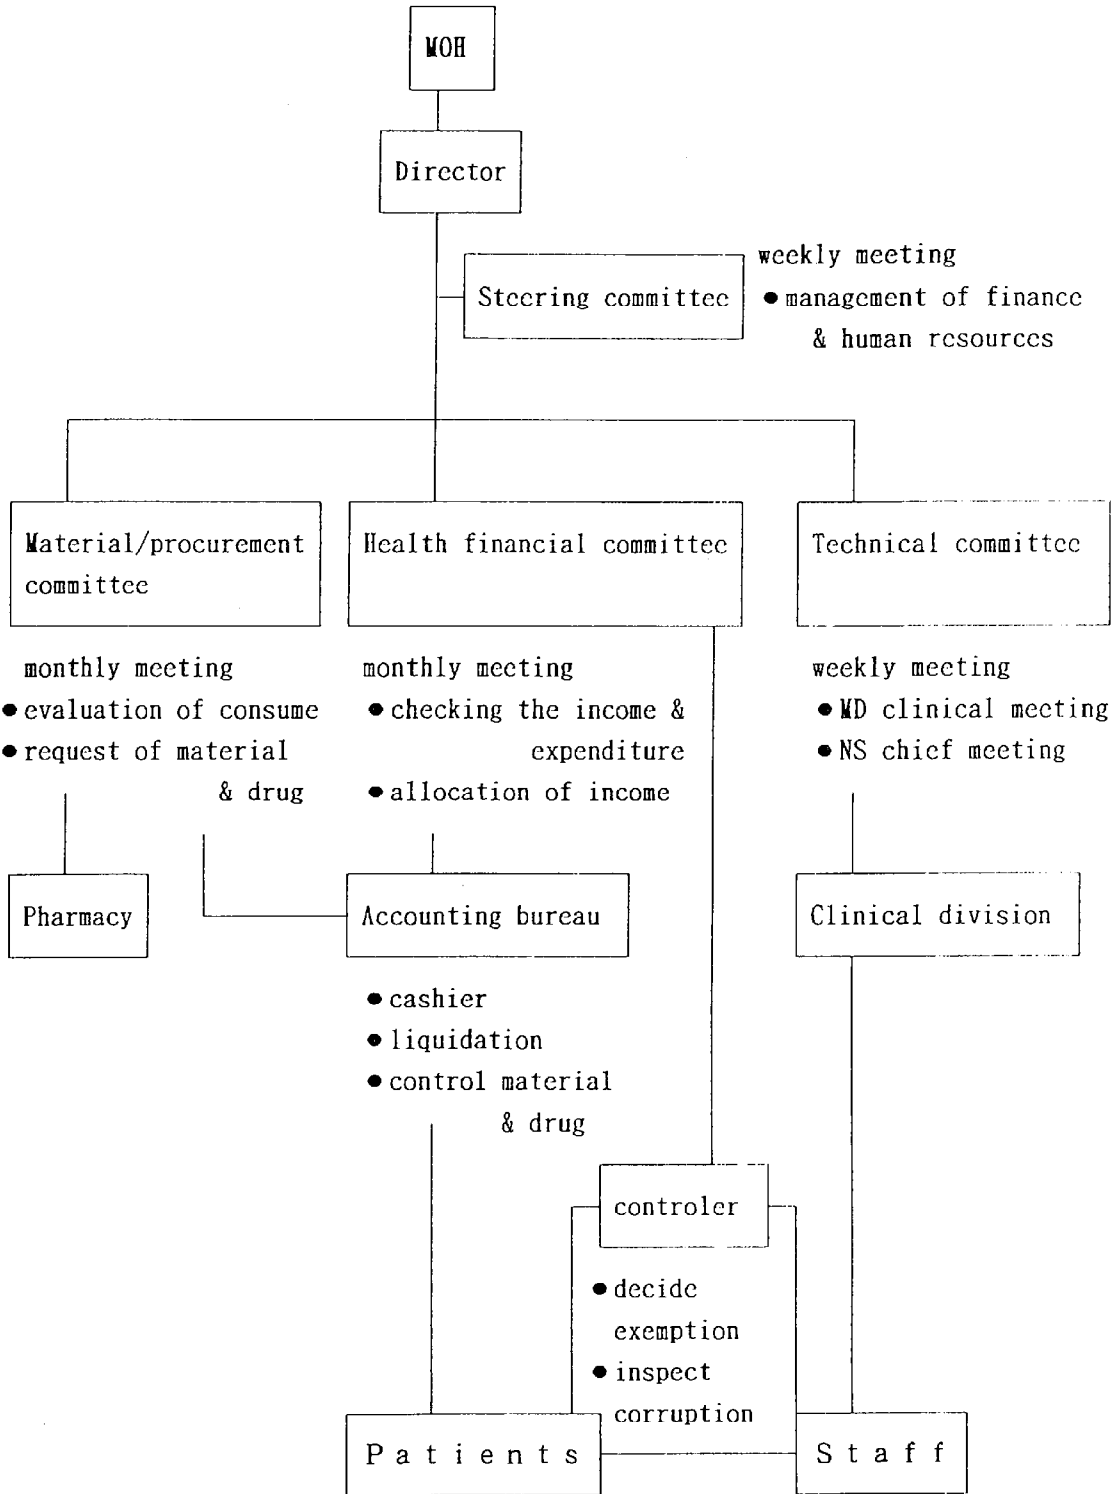 MOH
Director
Steering committee
weekly meeting
● management of finance
& human resources
Material/procurement
committee
monthly meeting
● evaluation of consume
● request of material
& drug
Health financial committee
monthly meeting
● checking the income &
expenditure
● allocation of income
Technical committee
weekly meeting
● MD clinical meeting
● NS chief meeting
Pharmacy
Accounting bureau
● cashier
● liquidation
● control material
& drug
Clinical division
controler
● decide
exemption
● inspect
corruption
Patients
Staff